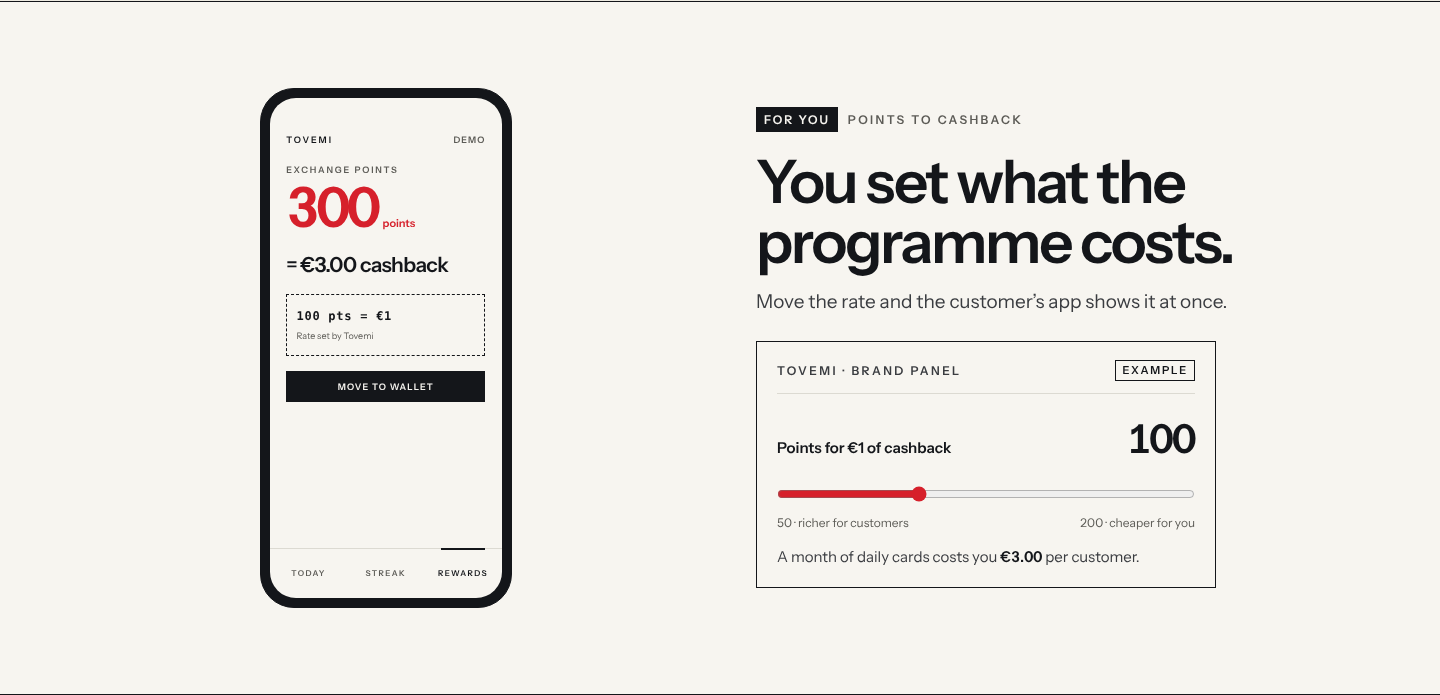 TOVEMI DEMO
EXCHANGE POINTS
300 points
= €3.00 cashback
100 pts = €1
Rate set by Tovemi
MOVE TO WALLET
TODAY STREAK REWARDS
FOR YOU POINTS TO CASHBACK
You set what the
programme costs.
Move the rate and the customer’s app shows it at once.
TOVEMI · BRAND PANEL EXAMPLE
Points for €1 of cashback 100
50 · richer for customers 200 · cheaper for you
A month of daily cards costs you €3.00 per customer.